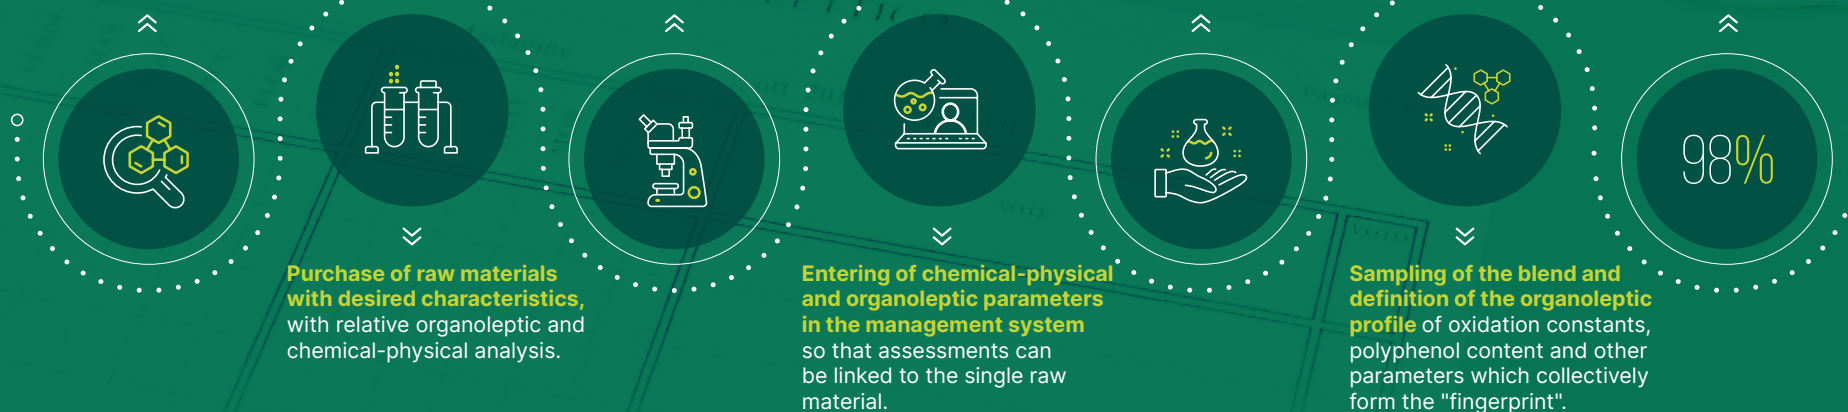 98%
Purchase of raw materials
with desired characteristics,
with relative organoleptic and
chemical-physical analysis.
Entering of chemical-physical
and organoleptic parameters
in the management system
so that assessments can
be linked to the single raw
material.
Sampling of the blend and
definition of the organoleptic
profile of oxidation constants,
polyphenol content and other
parameters which collectively
form the "fingerprint".